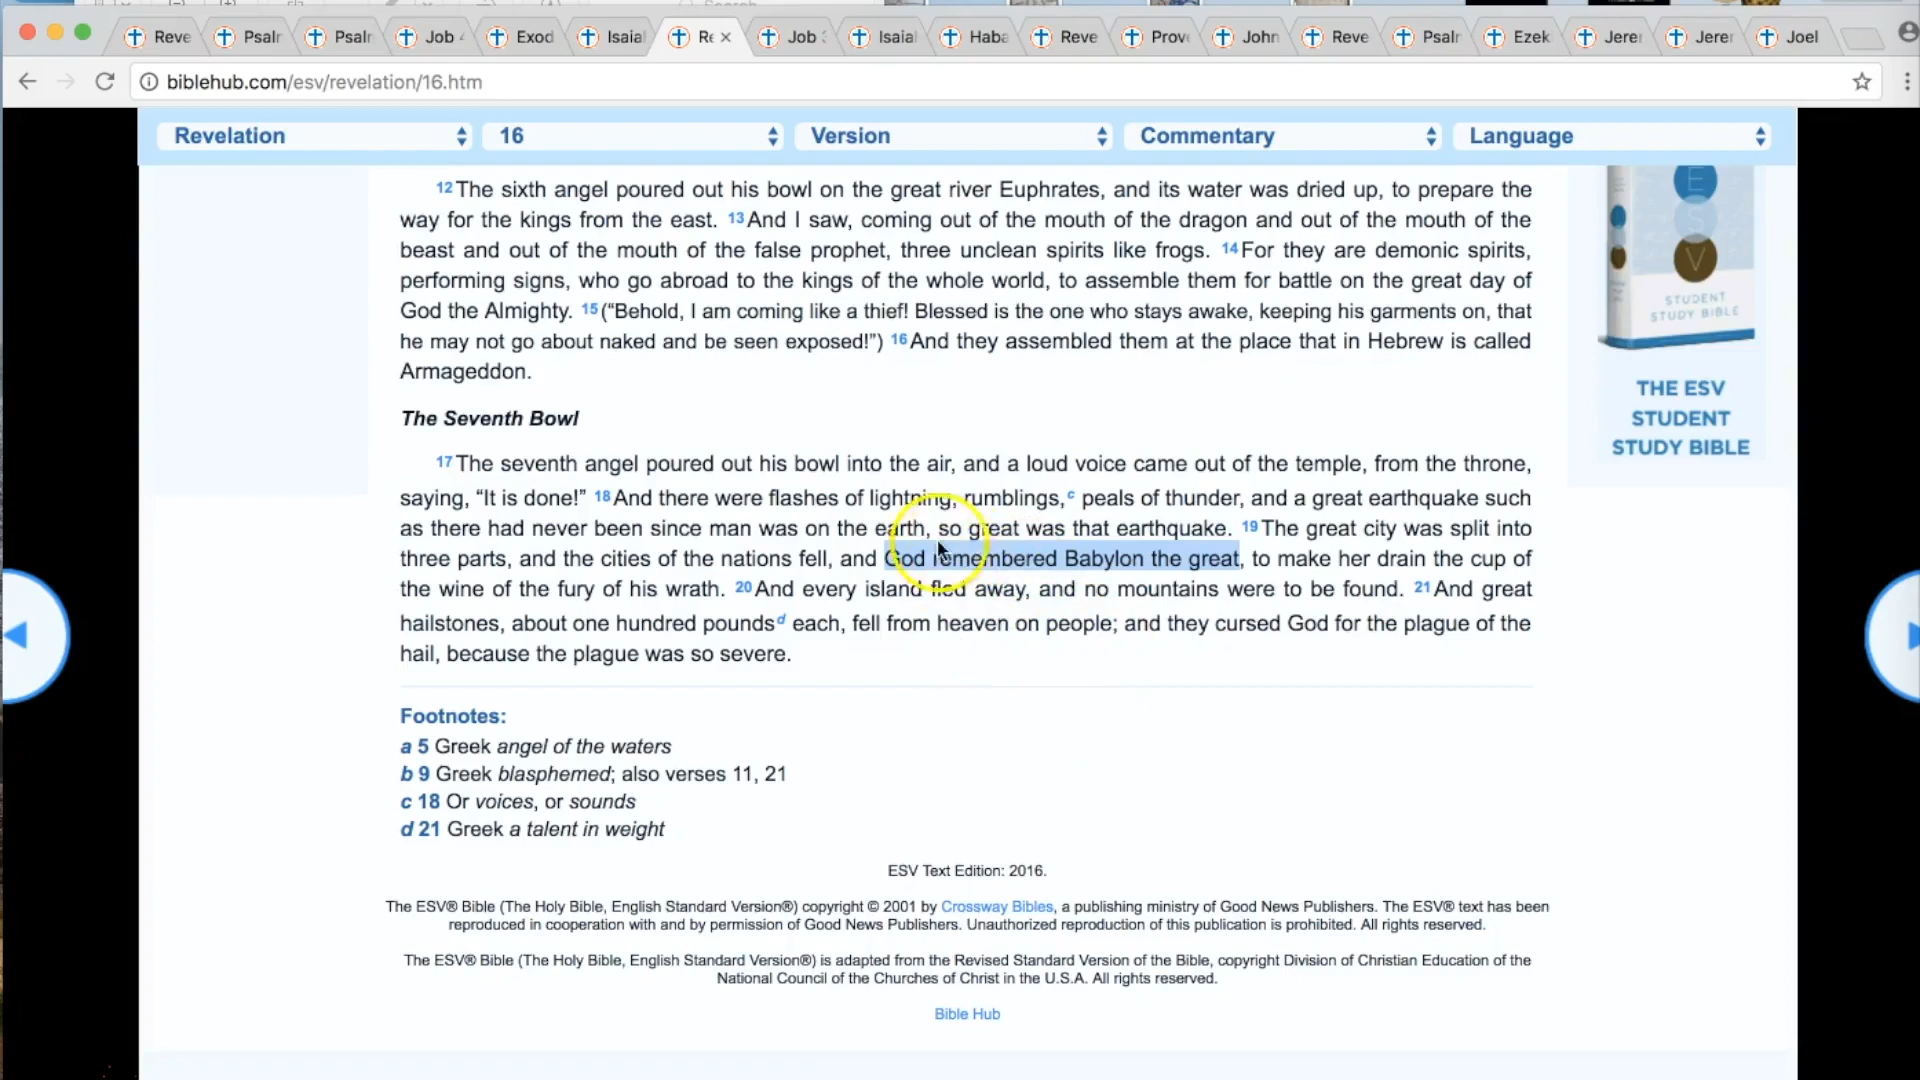 Reve Psalr Psalr Job 4 Exod Isaial Re Job 3 Isaial Haba Reve Prov John Reve Psalr Ezek Jerer Jerer Joel
biblehub.com/esv/revelation/16.htm
Revelation 16 Version Commentary Language
12The sixth angel poured out his bowl on the great river Euphrates, and its water was dried up, to prepare the
way for the kings from the east. 13And I saw, coming out of the mouth of the dragon and out of the mouth of the
beast and out of the mouth of the false prophet, three unclean spirits like frogs. 14For they are demonic spirits,
performing signs, who go abroad to the kings of the whole world, to assemble them for battle on the great day of
God the Almighty. 15(“Behold, I am coming like a thief! Blessed is the one who stays awake, keeping his garments on, that
he may not go about naked and be seen exposed!”) 16And they assembled them at the place that in Hebrew is called
Armageddon.
The Seventh Bowl
17The seventh angel poured out his bowl into the air, and a loud voice came out of the temple, from the throne,
saying, “It is done!” 18And there were flashes of lightning, rumblings,c peals of thunder, and a great earthquake such
as there had never been since man was on the earth, so great was that earthquake. 19The great city was split into
three parts, and the cities of the nations fell, and God remembered Babylon the great, to make her drain the cup of
the wine of the fury of his wrath. 20And every island fled away, and no mountains were to be found. 21And great
hailstones, about one hundred poundsd each, fell from heaven on people; and they cursed God for the plague of the
hail, because the plague was so severe.
Footnotes:
a 5 Greek angel of the waters
b 9 Greek blasphemed; also verses 11, 21
c 18 Or voices, or sounds
d 21 Greek a talent in weight
ESV Text Edition: 2016.
The ESV® Bible (The Holy Bible, English Standard Version®) copyright © 2001 by Crossway Bibles, a publishing ministry of Good News Publishers. The ESV® text has been
reproduced in cooperation with and by permission of Good News Publishers. Unauthorized reproduction of this publication is prohibited. All rights reserved.
The ESV® Bible (The Holy Bible, English Standard Version®) is adapted from the Revised Standard Version of the Bible, copyright Division of Christian Education of the
National Council of the Churches of Christ in the U.S.A. All rights reserved.
Bible Hub
E
S
V
STUDENT
STUDY BIBLE
THE ESV
STUDENT
STUDY BIBLE